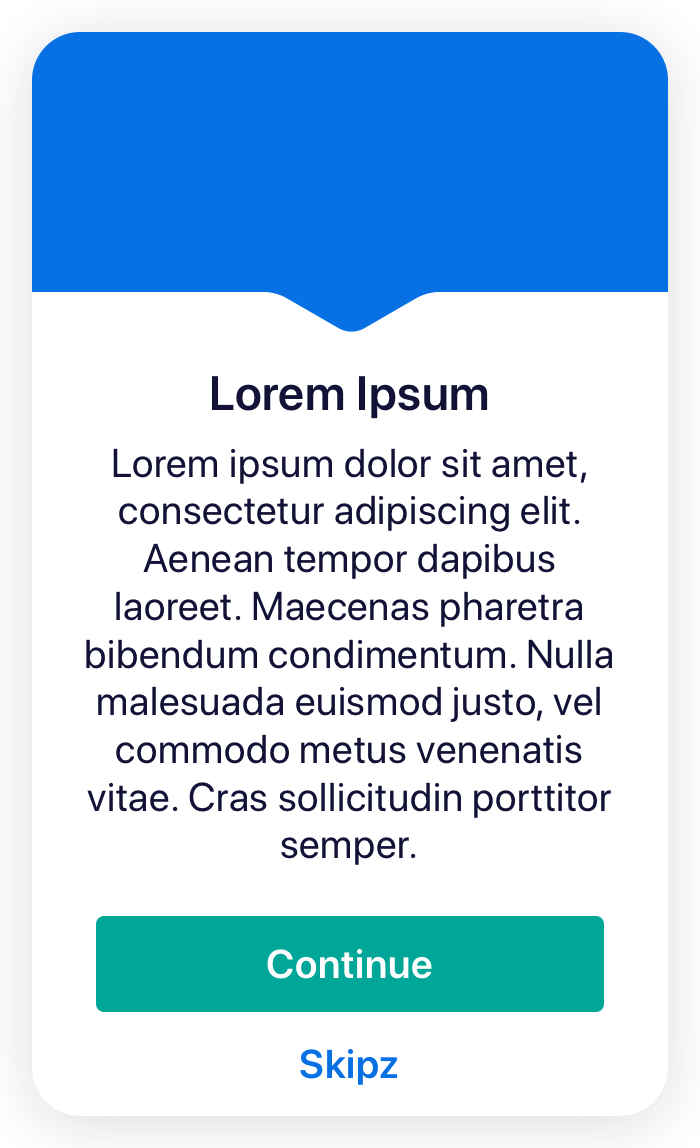 Lorem Ipsum
Lorem ipsum dolor sit amet,
consectetur adipiscing elit.
Aenean tempor dapibus
laoreet. Maecenas pharetra
bibendum condimentum. Nulla
malesuada euismod justo, vel
commodo metus venenatis
vitae. Cras sollicitudin porttitor
semper.
Continue
Skipz